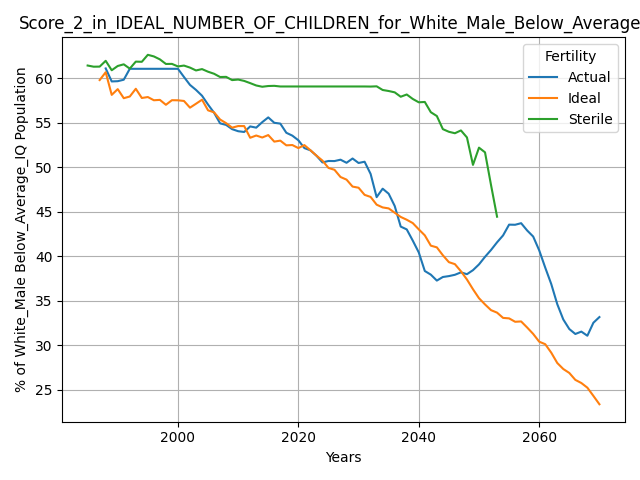 Score_2_in_IDEAL_NUMBER_OF_CHILDREN_for_White_Male_Below_Average
Fertility
Actual
Ideal
Sterile
% of White_Male Below_Average_IQ Population
60
55
50
45
40
35
30
25
2000
2020
2040
2060
Years